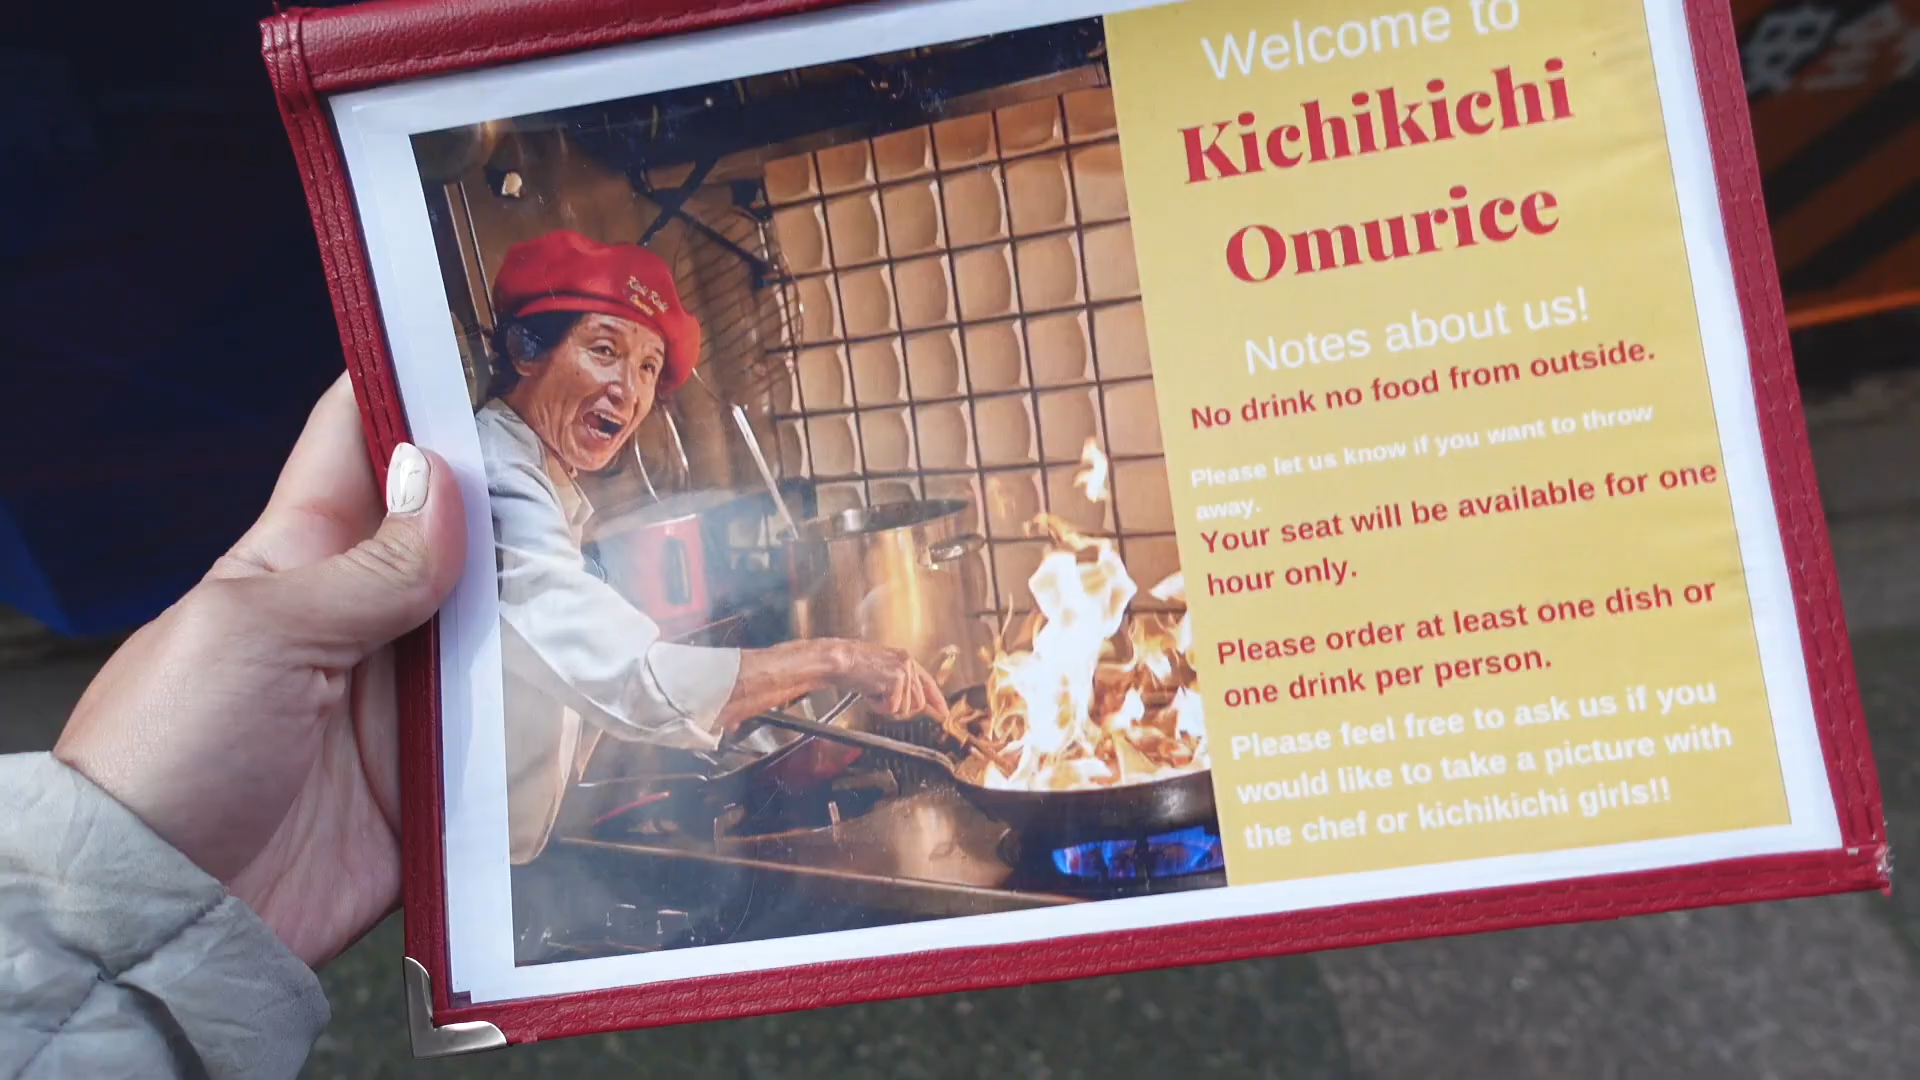 Welcome to
Kichikichi
Omurice
Notes about us!
No drink no food from outside.
Please let us know if you want to throw
away.
Your seat will be available for one
hour only.
Please order at least one dish or
one drink per person.
Please feel free to ask us if you
would like to take a picture with
the chef or kichikichi girls!!
Kichi Kichi